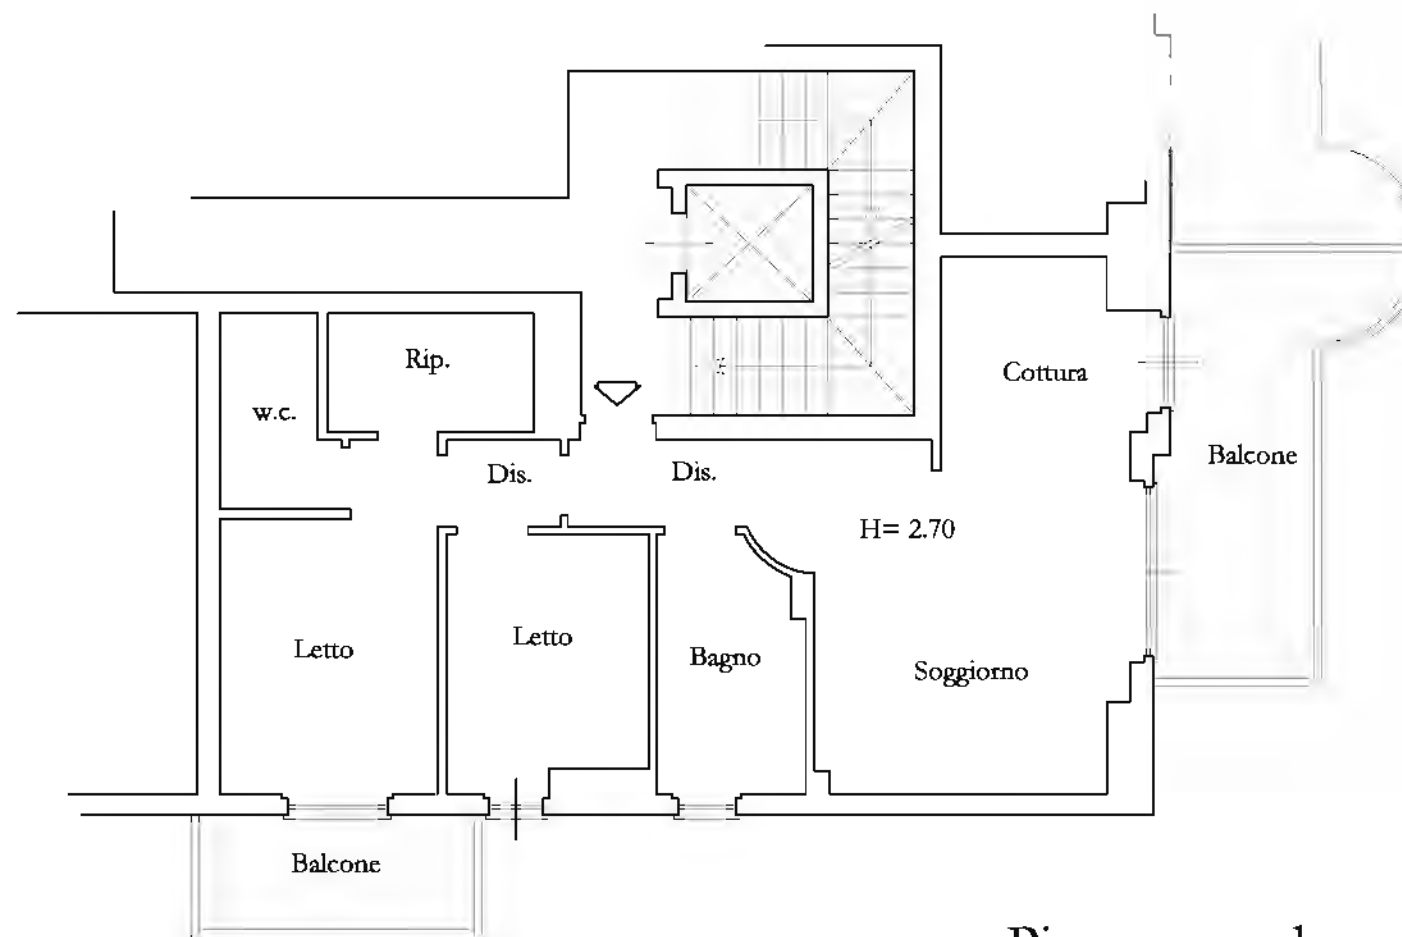 Rip.
Cottura
w.c.
Balcone
Dis.
Dis.
H= 2.70
Letto
Letto
Bagno
Soggiorno
Balcone